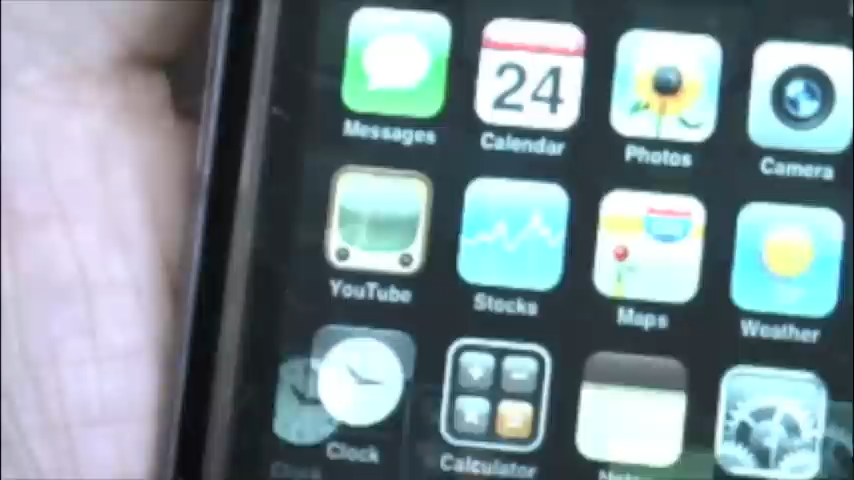 Messages
24
Calendar
Photos
Camera
YouTube
Stocks
Maps
Weather
Clock
Calculator